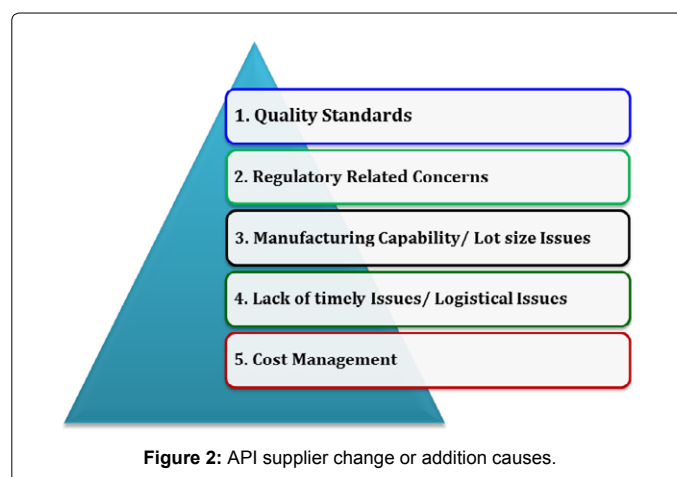 1. Quality Standards
2. Regulatory Related Concerns
3. Manufacturing Capability/ Lot size Issues
4. Lack of timely Issues/ Logistical Issues
5. Cost Management
Figure 2: API supplier change or addition causes.